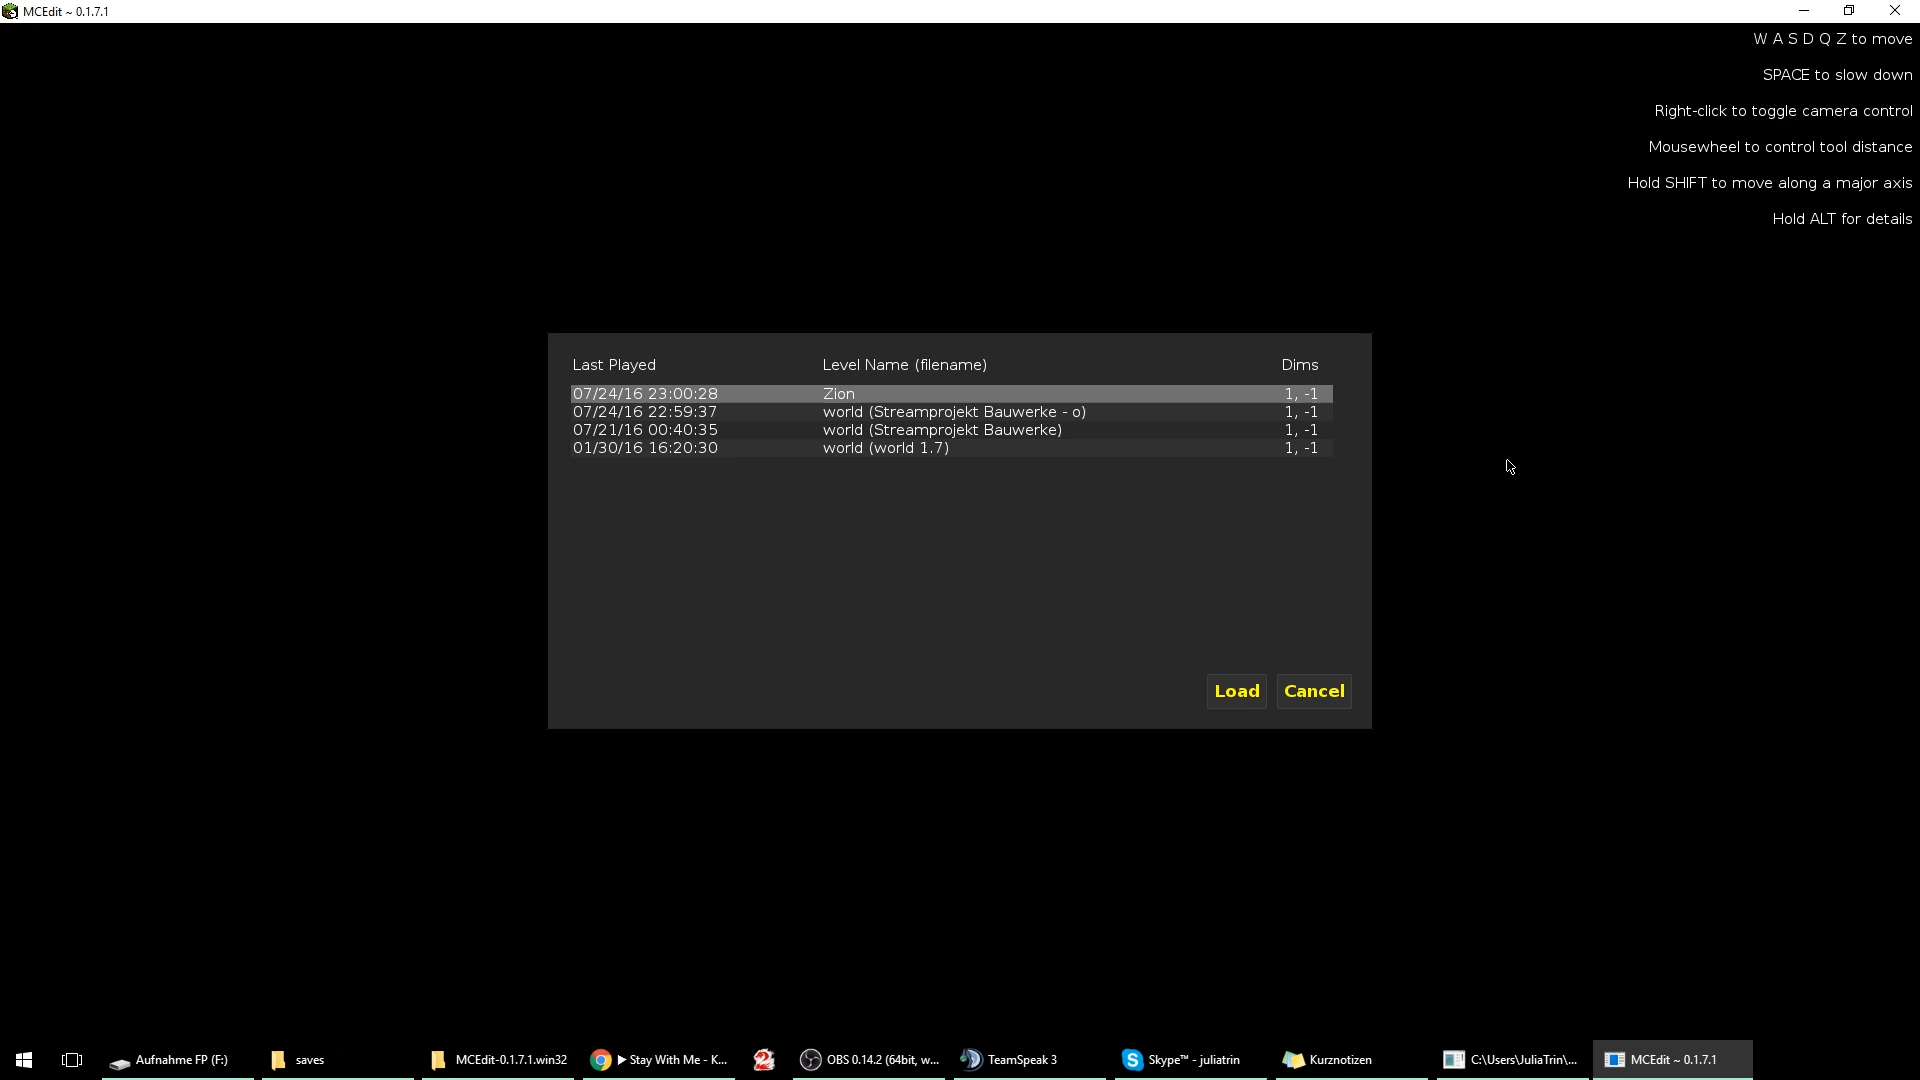 MCEdit ~ 0.1.7.1
W A S D Q Z to move
SPACE to slow down
Right-click to toggle camera control
Mousewheel to control tool distance
Hold SHIFT to move along a major axis
Hold ALT for details
Last Played Level Name (filename) Dims
07/24/16 23:00:28 Zion 1, -1
07/24/16 22:59:37 world (Streamprojekt Bauwerke - o) 1, -1
07/21/16 00:40:35 world (Streamprojekt Bauwerke) 1, -1
01/30/16 16:20:30 world (world 1.7) 1, -1
Load Cancel
Aufnahme FP (F:) saves MCEdit-0.1.7.1.win32 Stay With Me - K... OBS 0.14.2 (64bit, w... TeamSpeak 3 Skype™ - juliatrin Kurznotizen C:\Users\JuliaTrin\... MCEdit ~ 0.1.7.1